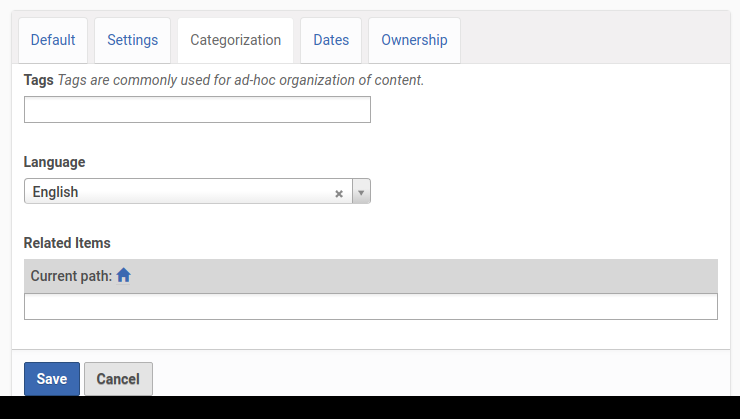 Default Settings Categorization Dates Ownership
Tags Tags are commonly used for ad-hoc organization of content.
Language
English
Related Items
Current path:
Save Cancel